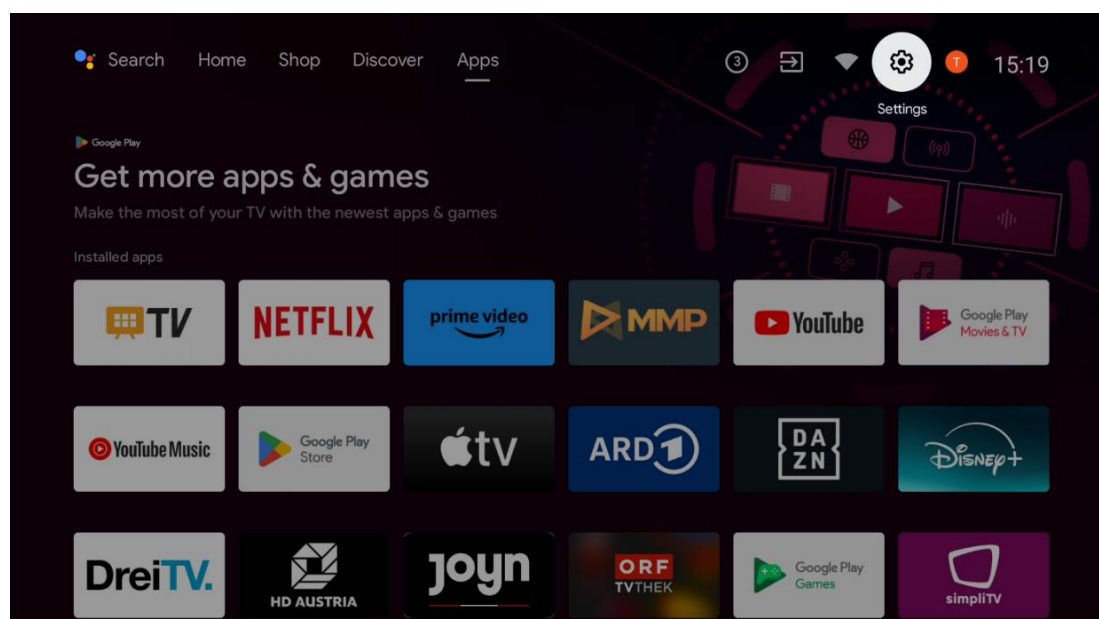 Search Home Shop Discover Apps 3 T 15:19
Settings
Google Play
Get more apps & games
Make the most of your TV with the newest apps & games
Installed apps
TV NETFLIX prime video MMP YouTube Google Play
Movies & TV
YouTube Music Google Play
Store
tv ARD 1 DA
ZN
Disney+
DreiTV. HD AUSTRIA joyn ORF
TVTHEK
Google Play
Games
simpliTV